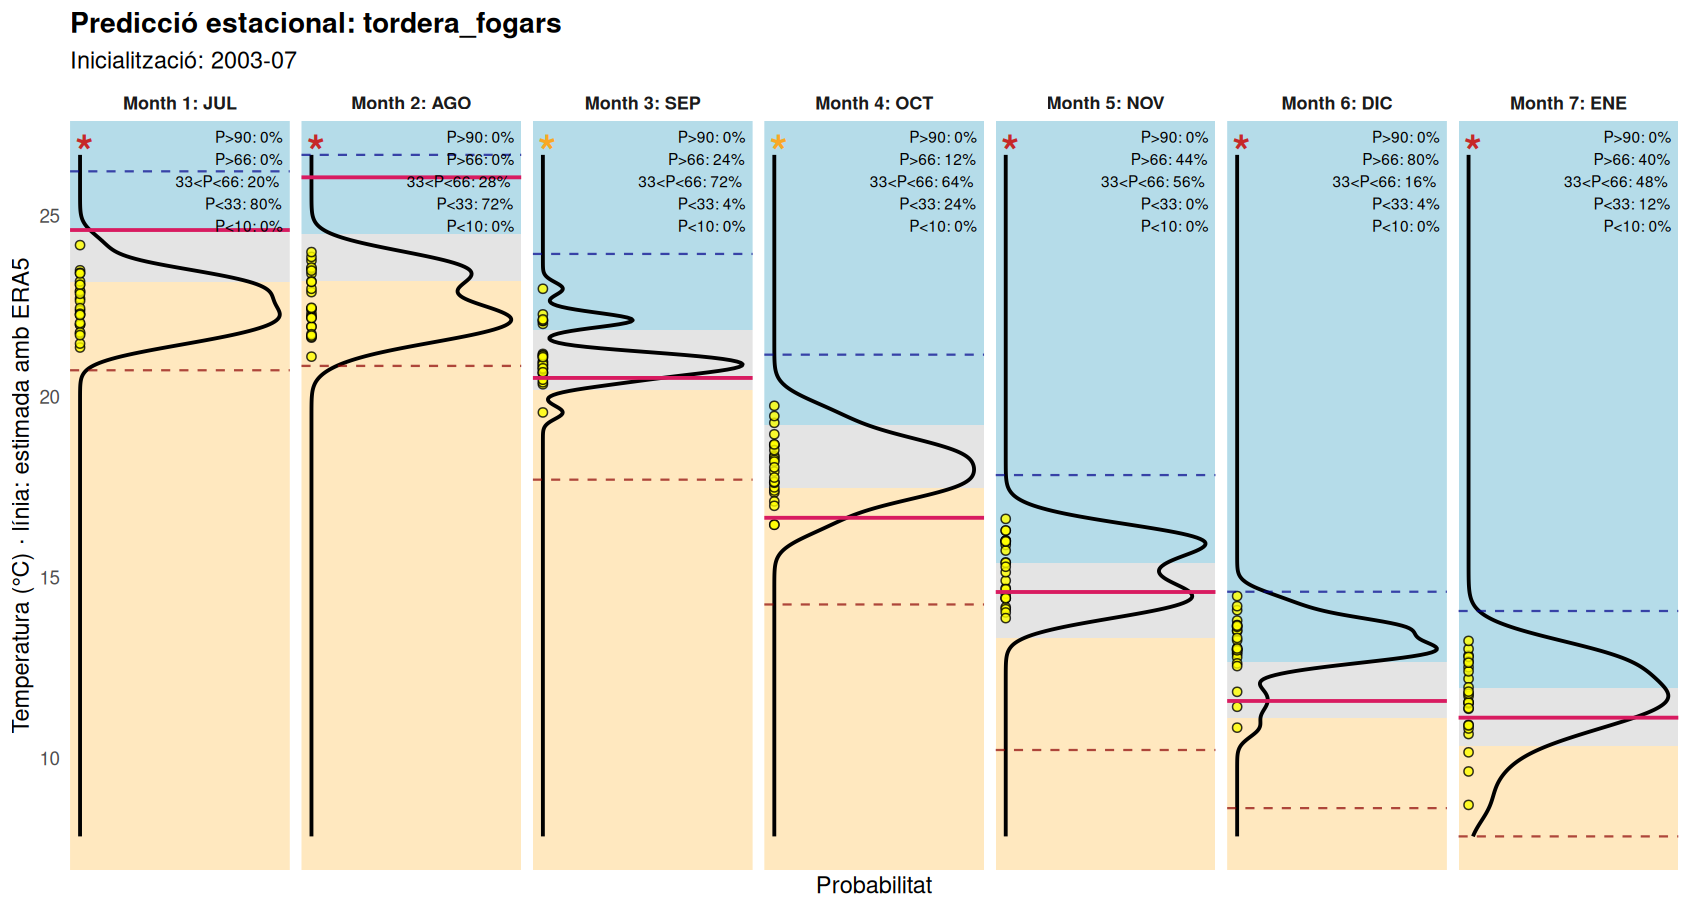 Predicció estacional: tordera_fogars
Inicialització: 2003-07
Month 1: JUL
Month 2: AGO
Month 3: SEP
Month 4: OCT
Month 5: NOV
Month 6: DIC
Month 7: ENE
*
P>90: 0%
P>66: 0%
33<P<66: 20%
P<33: 80%
P<10: 0%
*
P>90: 0%
P>66: 0%
33<P<66: 28%
P<33: 72%
P<10: 0%
*
P>90: 0%
P>66: 24%
33<P<66: 72%
P<33: 4%
P<10: 0%
*
P>90: 0%
P>66: 12%
33<P<66: 64%
P<33: 24%
P<10: 0%
*
P>90: 0%
P>66: 44%
33<P<66: 56%
P<33: 0%
P<10: 0%
*
P>90: 0%
P>66: 80%
33<P<66: 16%
P<33: 4%
P<10: 0%
*
P>90: 0%
P>66: 40%
33<P<66: 48%
P<33: 12%
P<10: 0%
25
20
15
10
Temperatura (°C) · línia: estimada amb ERA5
Probabilitat